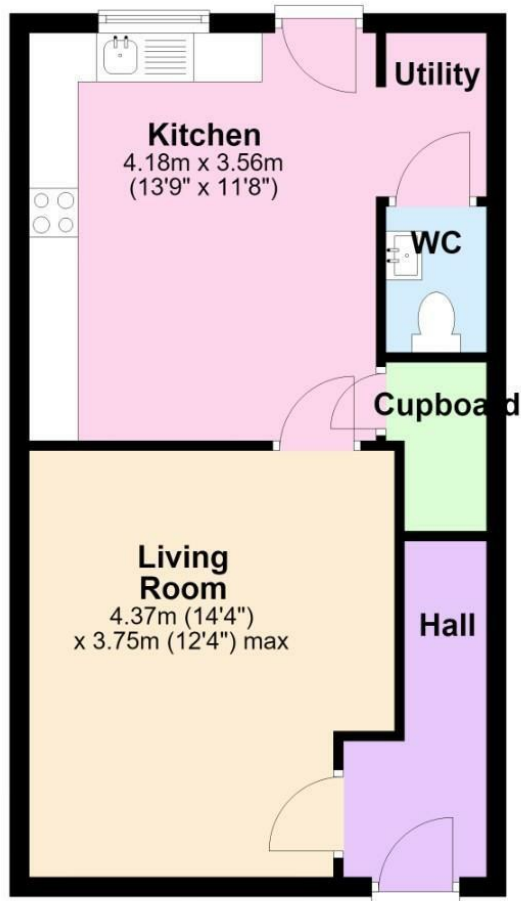 Utility
Kitchen
4.18m x 3.56m
(13'9" x 11'8")
WC
Cupboard
Living
Room
4.37m (14'4")
x 3.75m (12'4") max
Hall